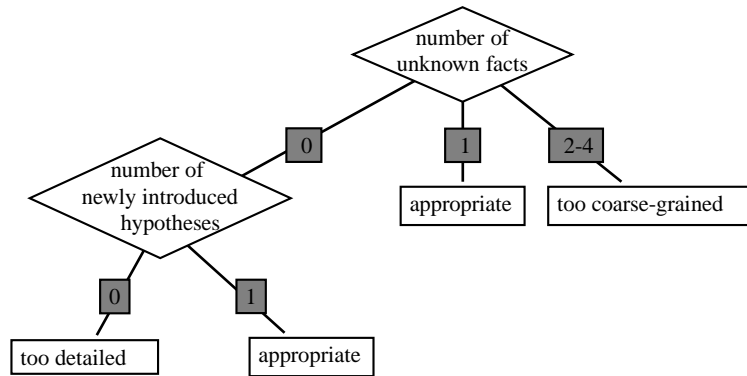 number of
unknown facts
0
1
2-4
number of
newly introduced
hypotheses
appropriate
too coarse-grained
0
1
too detailed
appropriate